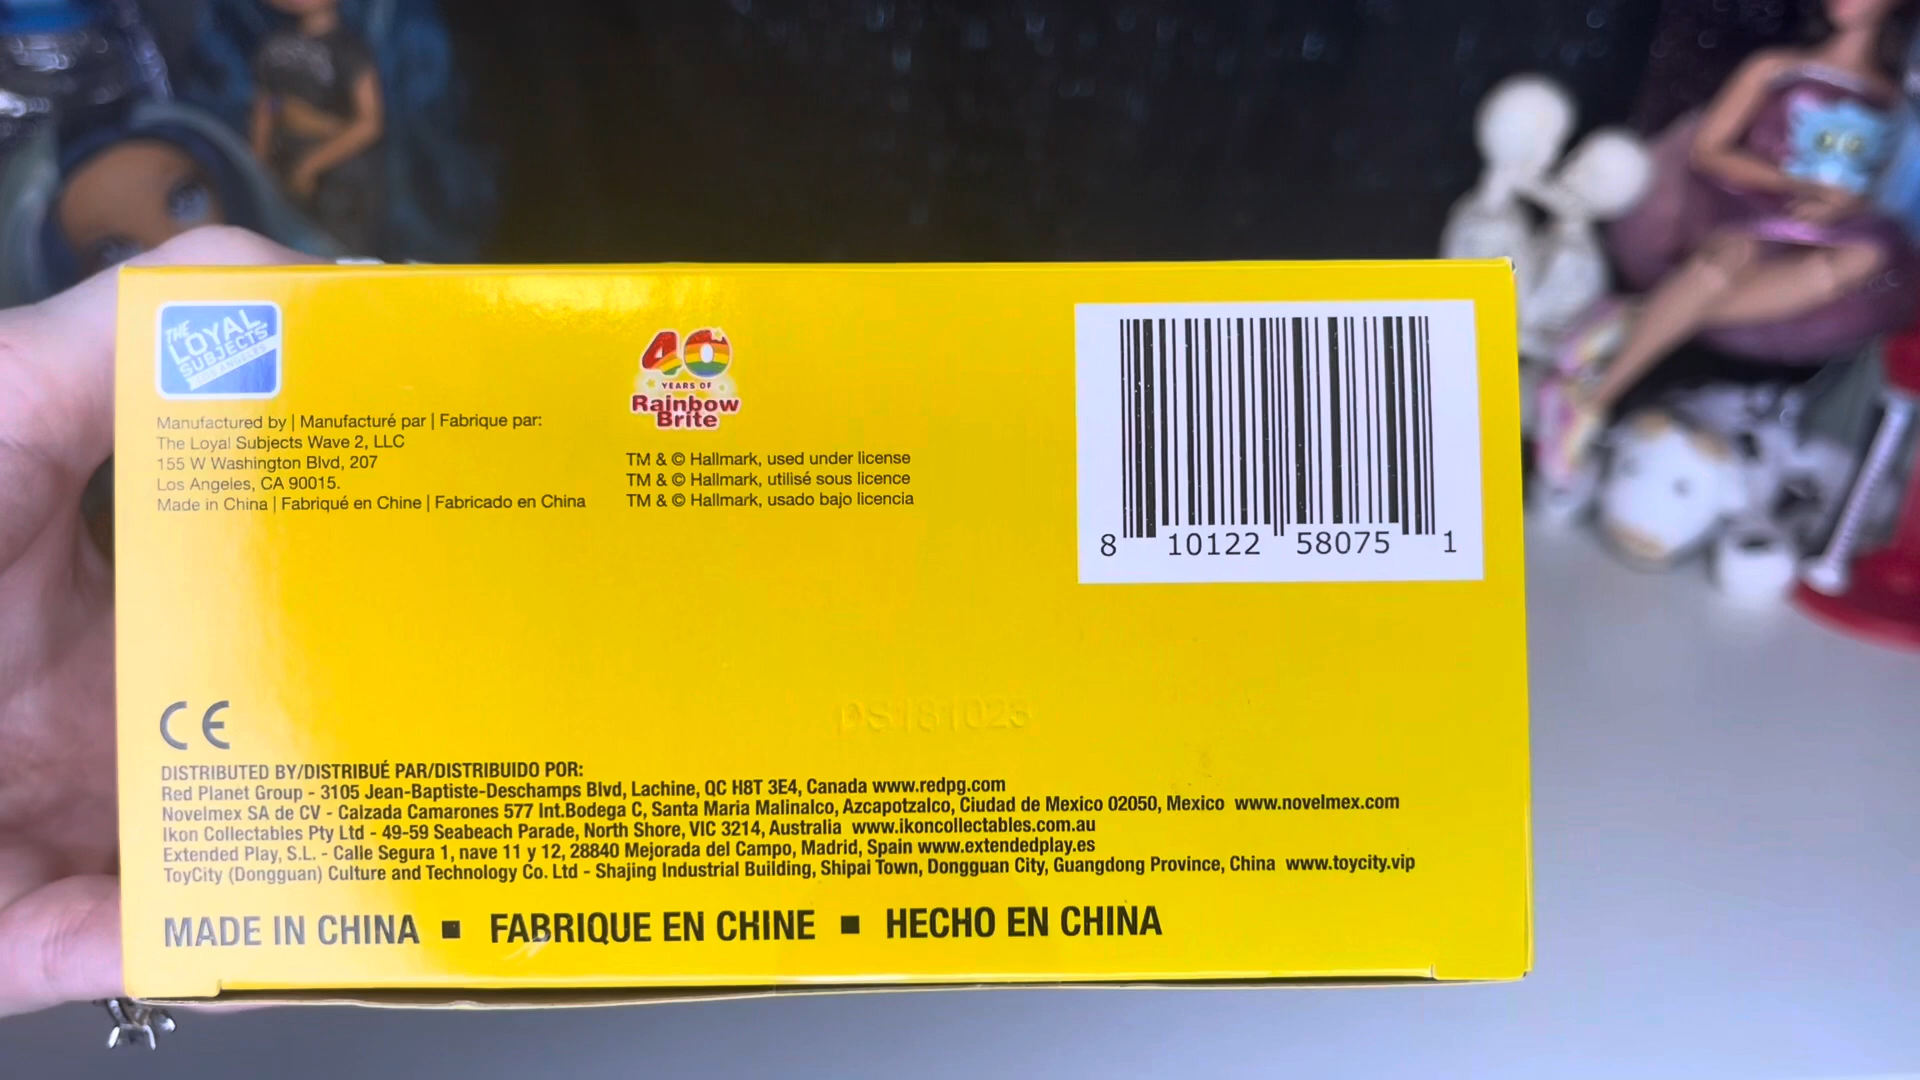 THE
LOYAL
SUBJECTS
LOS ANGELES
Manufactured by | Manufacturé par | Fabrique par:
The Loyal Subjects Wave 2, LLC
155 W Washington Blvd, 207
Los Angeles, CA 90015.
Made in China | Fabriqué en Chine | Fabricado en China
40
YEARS OF
Rainbow
Brite
TM & © Hallmark, used under license
TM & © Hallmark, utilisé sous licence
TM & © Hallmark, usado bajo licencia
8 10122 58075 1
DS181023
CE
DISTRIBUTED BY/DISTRIBUÉ PAR/DISTRIBUIDO POR:
Red Planet Group - 3105 Jean-Baptiste-Deschamps Blvd, Lachine, QC H8T 3E4, Canada www.redpg.com
Novelmex SA de CV - Calzada Camarones 577 Int.Bodega C, Santa Maria Malinalco, Azcapotzalco, Ciudad de Mexico 02050, Mexico www.novelmex.com
Ikon Collectables Pty Ltd - 49-59 Seabeach Parade, North Shore, VIC 3214, Australia www.ikoncollectables.com.au
Extended Play, S.L. - Calle Segura 1, nave 11 y 12, 28840 Mejorada del Campo, Madrid, Spain www.extendedplay.es
ToyCity (Dongguan) Culture and Technology Co. Ltd - Shajing Industrial Building, Shipai Town, Dongguan City, Guangdong Province, China www.toycity.vip
MADE IN CHINA ■ FABRIQUE EN CHINE ■ HECHO EN CHINA